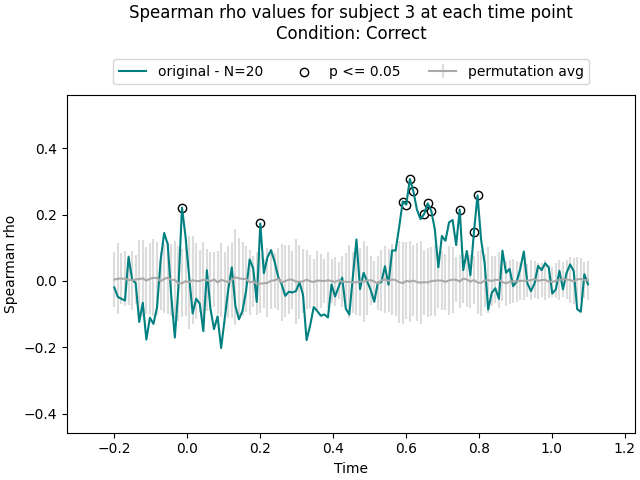 Spearman rho values for subject 3 at each time point
Condition: Correct
original - N=20
p <= 0.05
permutation avg
Spearman rho
0.4
0.2
0.0
−0.2
−0.4
−0.2
0.0
0.2
0.4
0.6
0.8
1.0
1.2
Time